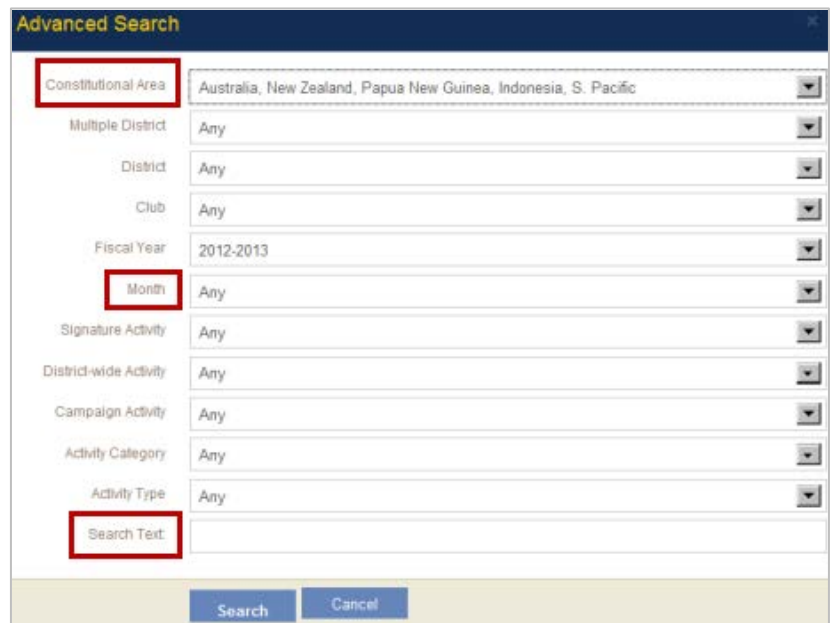 Advanced Search
Constitutional Area Australia, New Zealand, Papua New Guinea, Indonesia, S. Pacific
Multiple District Any
District Any
Club Any
Fiscal Year 2012-2013
Month Any
Signature Activity Any
District-wide Activity Any
Campaign Activity Any
Activity Category Any
Activity Type Any
Search Text
Search Cancel